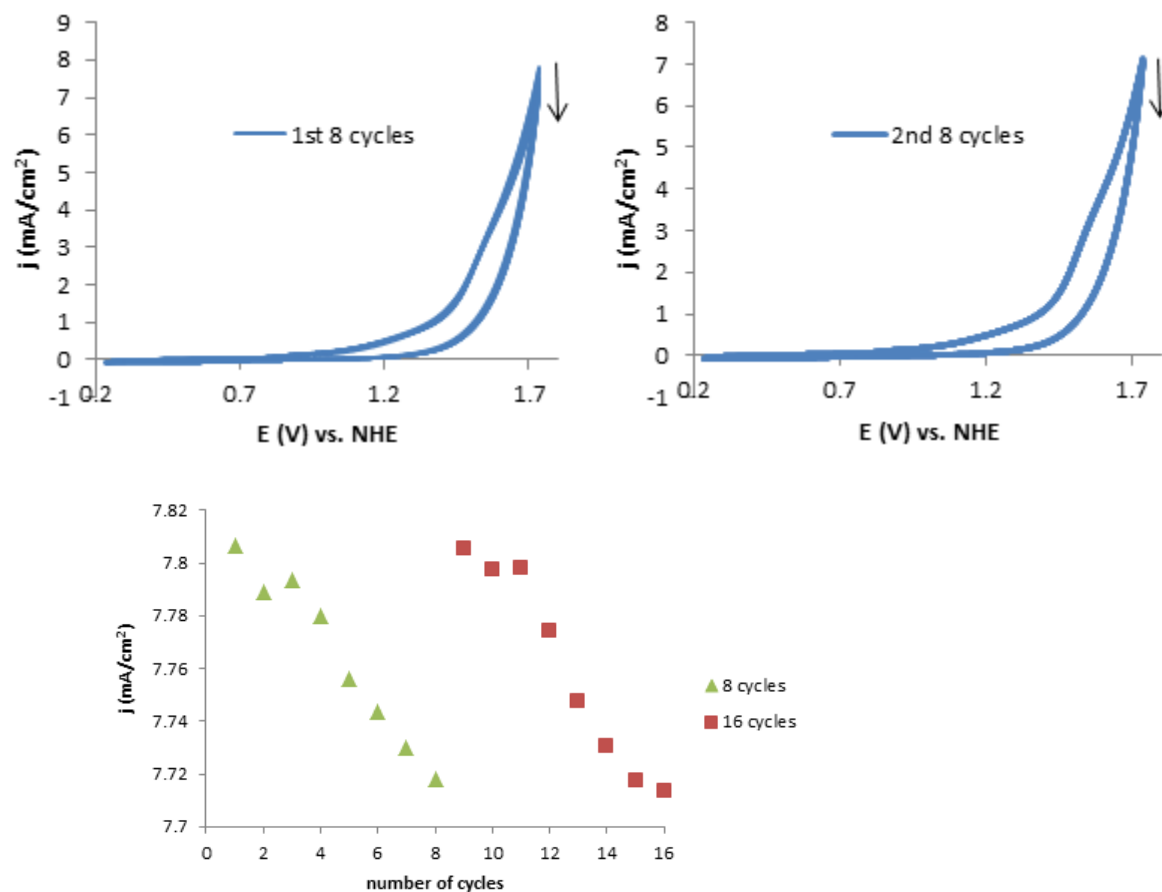 9
8
7
6
5
4
3
2
1
0
-1
j (mA/cm²)
1st 8 cycles
0.2 0.7 1.2 1.7
E (V) vs. NHE
8
7
6
5
4
3
2
1
0
-1
j (mA/cm²)
2nd 8 cycles
0.2 0.7 1.2 1.7
E (V) vs. NHE
7.82
7.8
7.78
7.76
7.74
7.72
7.7
j (mA/cm²)
0 2 4 6 8 10 12 14 16
number of cycles
8 cycles
16 cycles